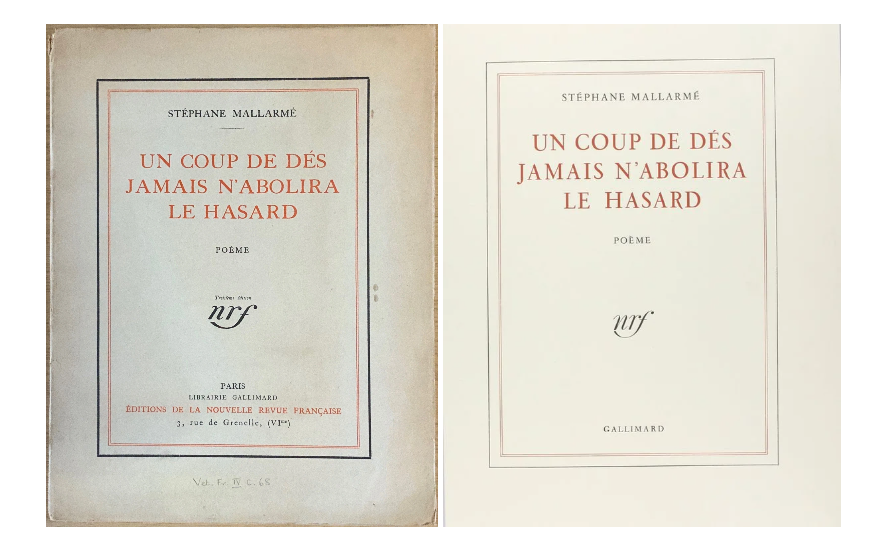 STÉPHANE MALLARMÉ
UN COUP DE DÉS
JAMAIS N'ABOLIRA
LE HASARD
POÈME
nrf
PARIS
LIBRAIRIE GALLIMARD
ÉDITIONS DE LA NOUVELLE REVUE FRANÇAISE
3, rue de Grenelle, (VIme)
STÉPHANE MALLARMÉ
UN COUP DE DÉS
JAMAIS N'ABOLIRA
LE HASARD
POÈME
nrf
GALLIMARD